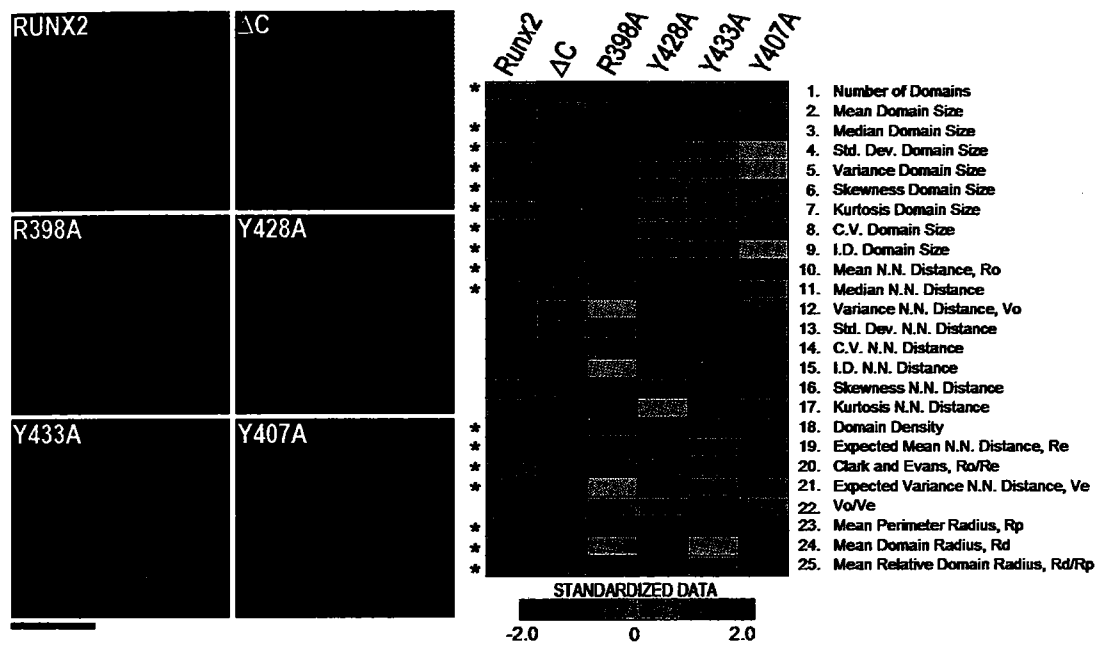 RUNX2
ΔC
R398A
Y428A
Y433A
Y407A
Runx2
ΔC
R398A
Y428A
Y433A
Y407A
* 1. Number of Domains
2. Mean Domain Size
* 3. Median Domain Size
* 4. Std. Dev. Domain Size
* 5. Variance Domain Size
* 6. Skewness Domain Size
* 7. Kurtosis Domain Size
* 8. C.V. Domain Size
* 9. I.D. Domain Size
* 10. Mean N.N. Distance, Ro
* 11. Median N.N. Distance
12. Variance N.N. Distance, Vo
13. Std. Dev. N.N. Distance
14. C.V. N.N. Distance
15. I.D. N.N. Distance
16. Skewness N.N. Distance
17. Kurtosis N.N. Distance
* 18. Domain Density
* 19. Expected Mean N.N. Distance, Re
* 20. Clark and Evans, Ro/Re
* 21. Expected Variance N.N. Distance, Ve
22. Vo/Ve
* 23. Mean Perimeter Radius, Rp
* 24. Mean Domain Radius, Rd
* 25. Mean Relative Domain Radius, Rd/Rp
STANDARDIZED DATA
-2.0 0 2.0